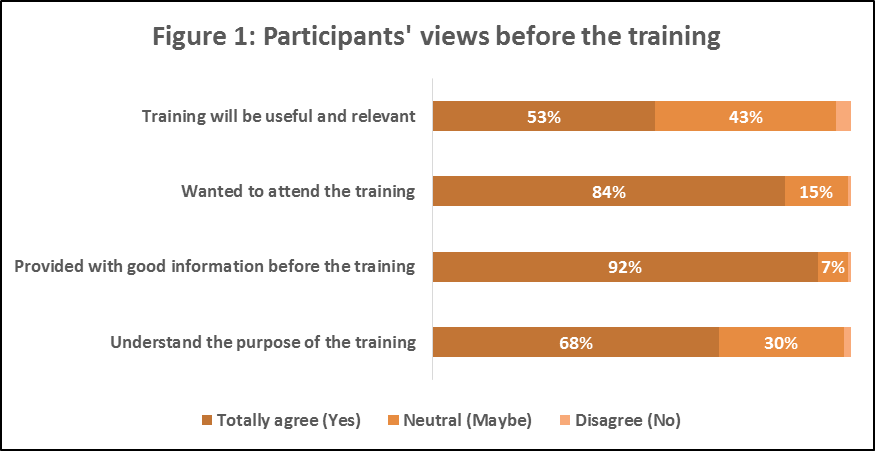 Figure 1: Participants' views before the training
Training will be useful and relevant 53% 43%
Wanted to attend the training 84% 15%
Provided with good information before the training 92% 7%
Understand the purpose of the training 68% 30%
Totally agree (Yes) Neutral (Maybe) Disagree (No)